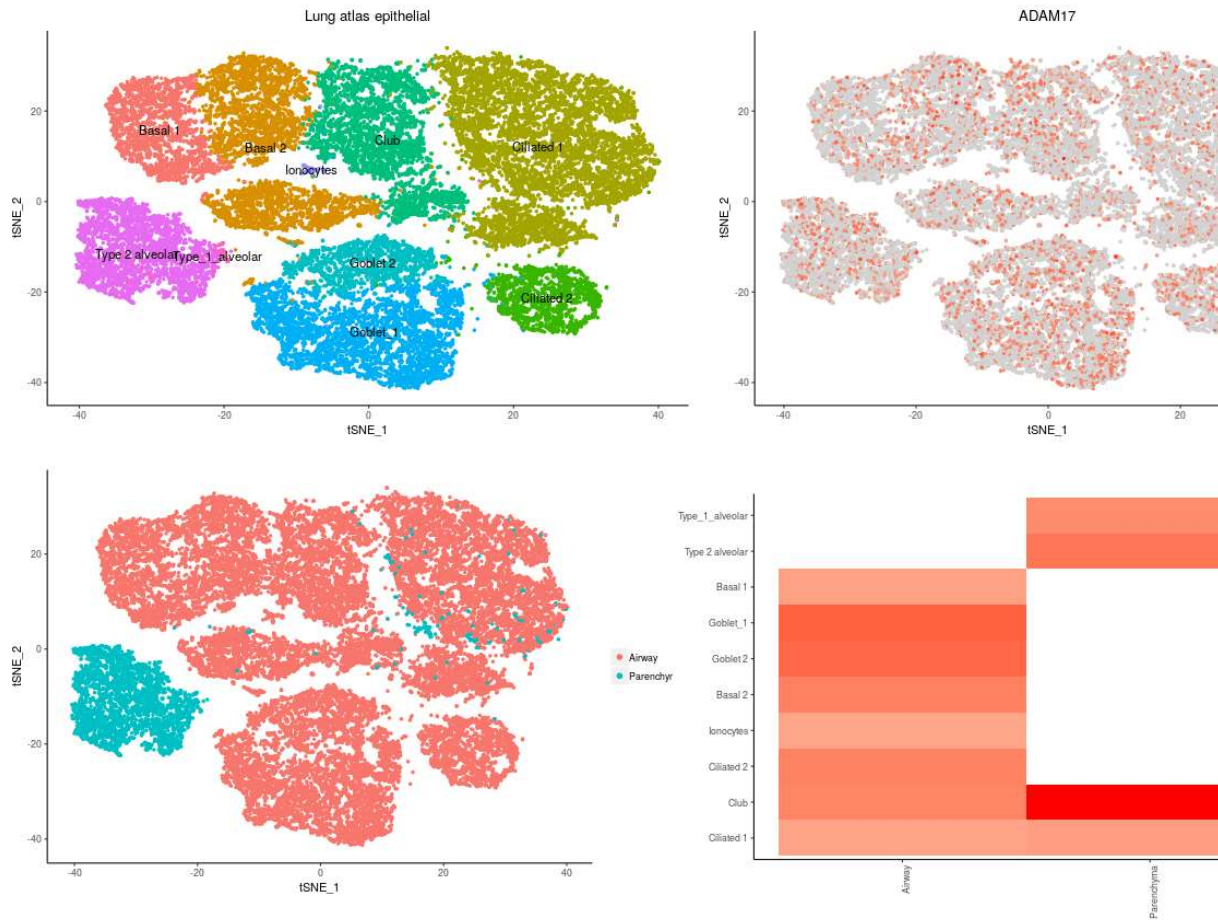 Lung atlas epithelial
20
0
-20
-40
tSNE_2
Basal 1
Basal 2
Club
Ciliated 1
Ionocytes
Type 2 alveolar
Type_1_alveolar
Goblet 2
Goblet_1
Ciliated 2
-40
-20
0
20
40
tSNE_1
ADAM17
20
0
-20
-40
tSNE_2
-40
-20
0
20
tSNE_1
20
0
-20
-40
tSNE_2
-40
-20
0
20
40
tSNE_1
Airway
Parenchyr
Type_1_alveolar
Type 2 alveolar
Basal 1
Goblet_1
Goblet 2
Basal 2
Ionocytes
Ciliated 2
Club
Ciliated 1
Airway
Parenchyma